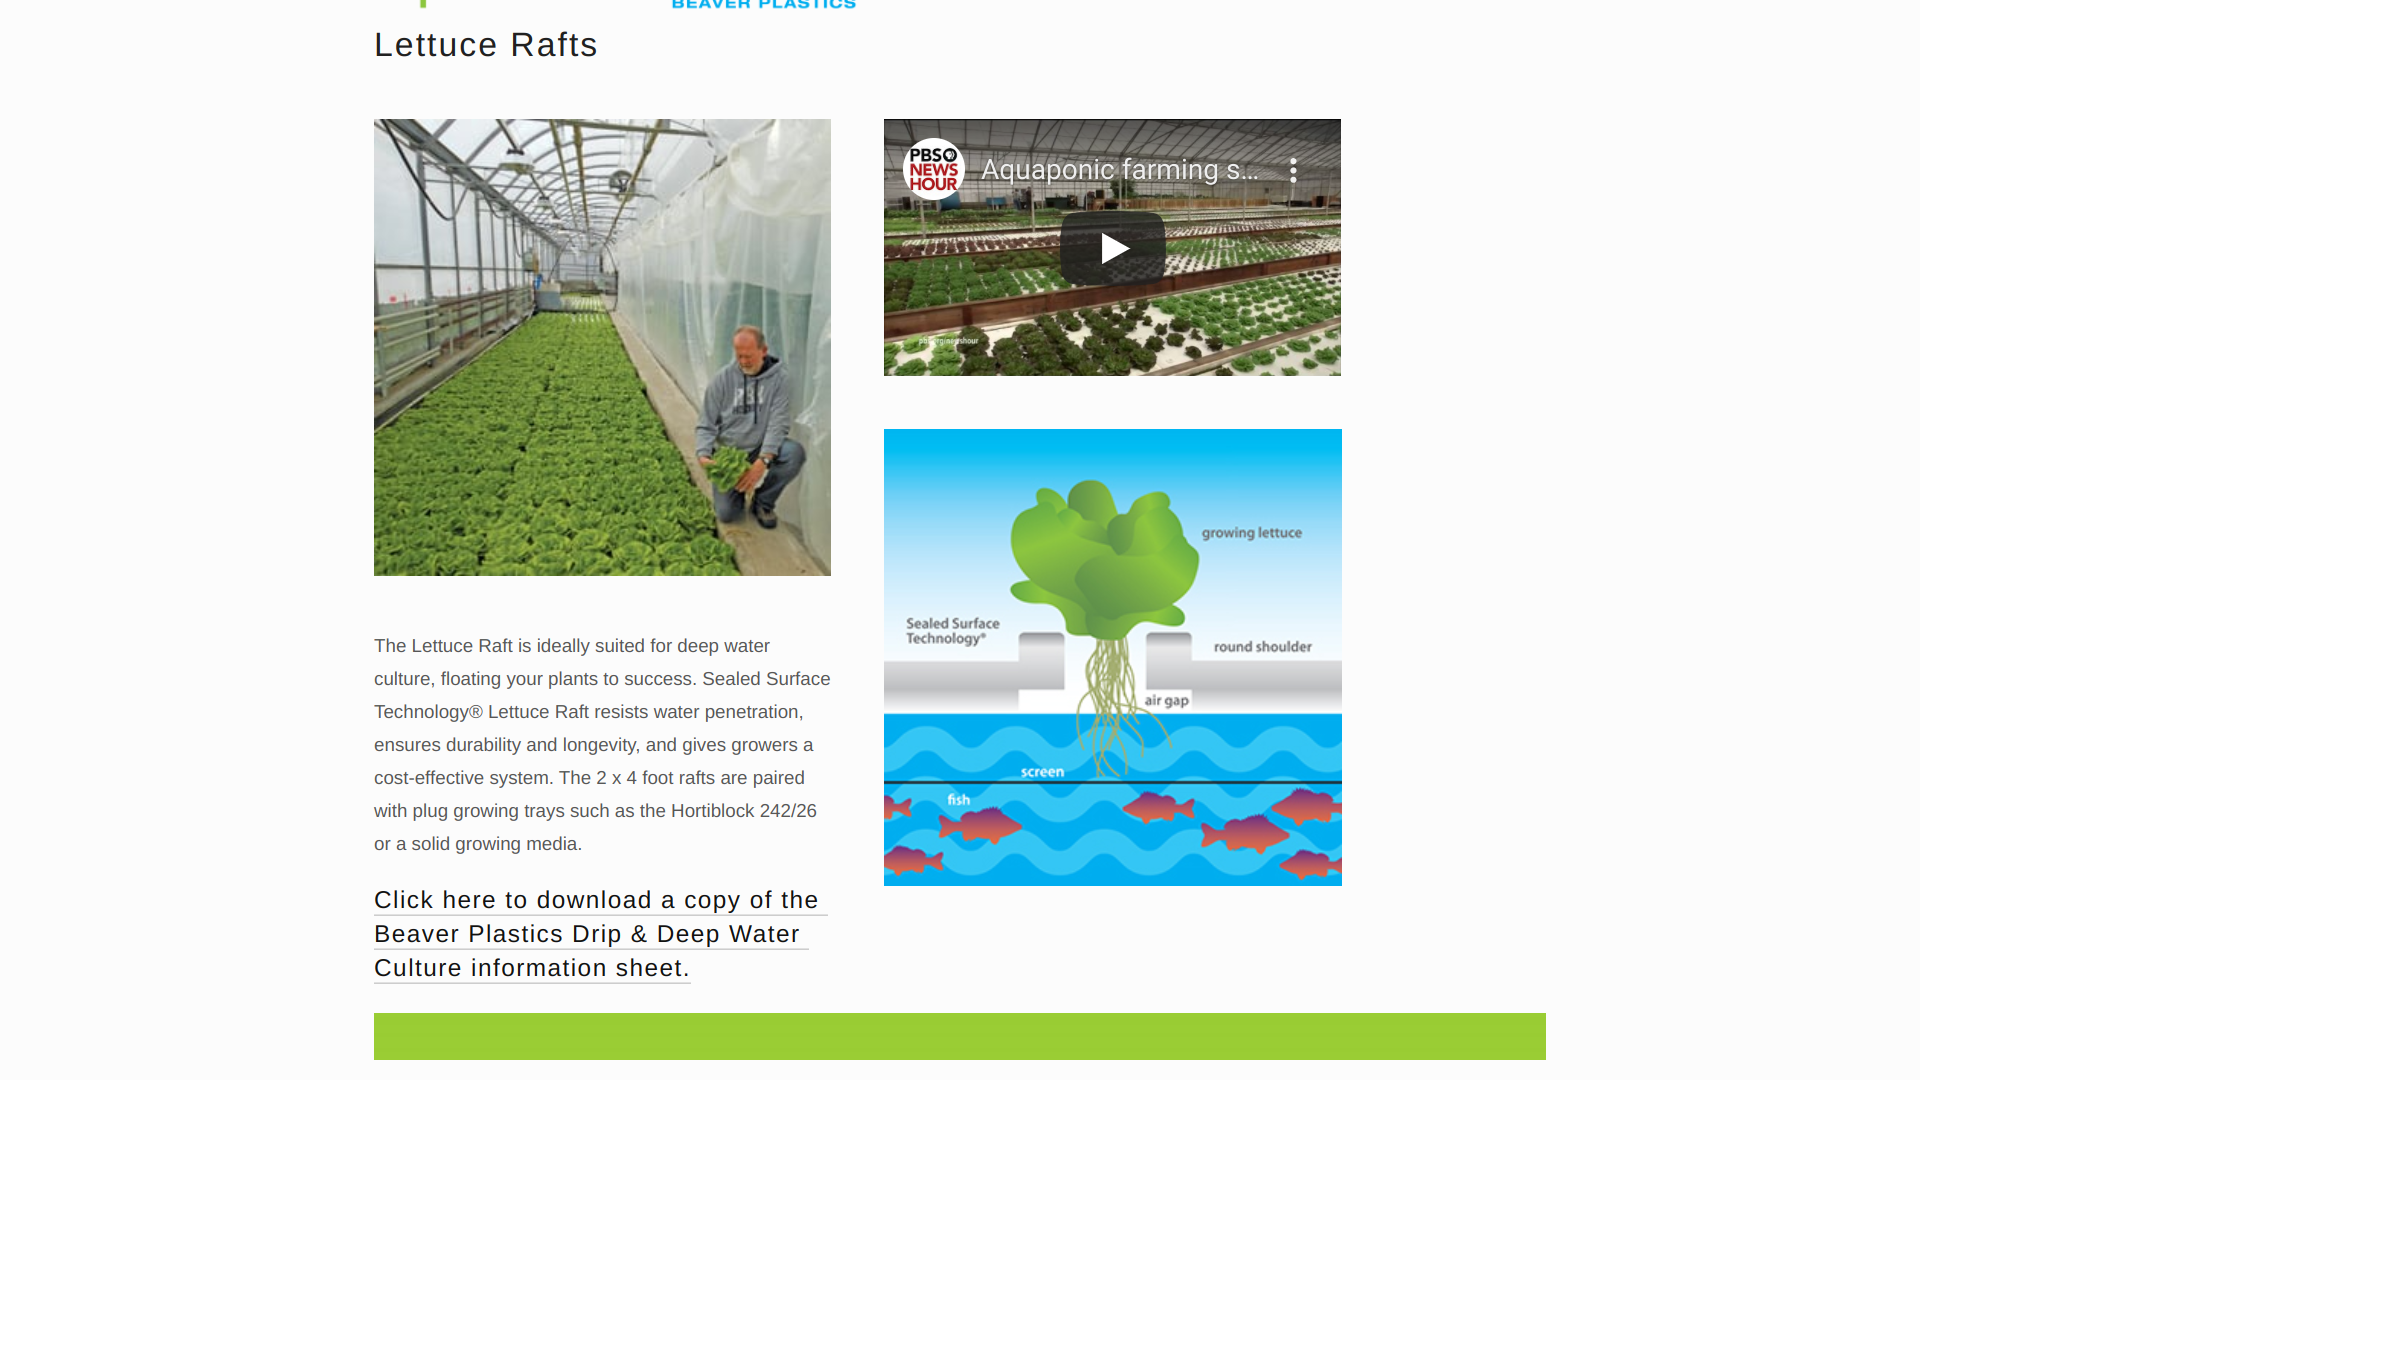 BEAVER PLASTICS
Lettuce Rafts
PBS
NEWS
HOUR
Aquaponic farming s...
growing lettuce
Sealed Surface
Technology®
round shoulder
air gap
screen
fish
The Lettuce Raft is ideally suited for deep water
culture, floating your plants to success. Sealed Surface
Technology® Lettuce Raft resists water penetration,
ensures durability and longevity, and gives growers a
cost-effective system. The 2 x 4 foot rafts are paired
with plug growing trays such as the Hortiblock 242/26
or a solid growing media.
Click here to download a copy of the
Beaver Plastics Drip & Deep Water
Culture information sheet.